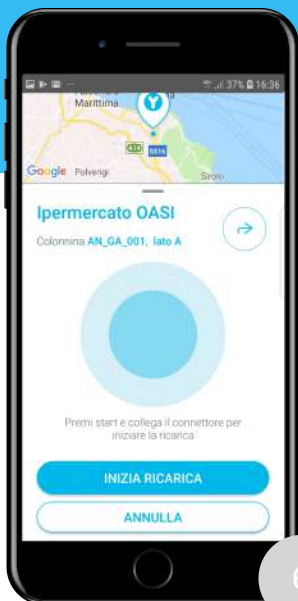 37% 16:36
Marittima
Y
SS16
Google Polverigi Sirolo
Ipermercato OASI
Colonnina AN_GA_001, lato A
Premi start e collega il connettore per
iniziare la ricarica
INIZIA RICARICA
ANNULLA